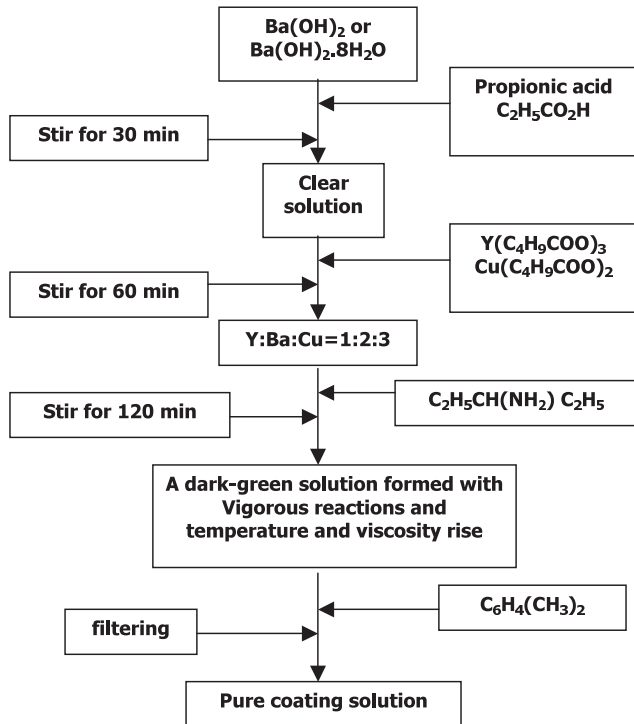 Ba(OH)₂ or
Ba(OH)₂.8H₂O
Propionic acid
C₂H₅CO₂H
Stir for 30 min
Clear
solution
Y(C₄H₉COO)₃
Cu(C₄H₉COO)₂
Stir for 60 min
Y:Ba:Cu=1:2:3
C₂H₅CH(NH₂) C₂H₅
Stir for 120 min
A dark-green solution formed with
Vigorous reactions and
temperature and viscosity rise
C₆H₄(CH₃)₂
filtering
Pure coating solution